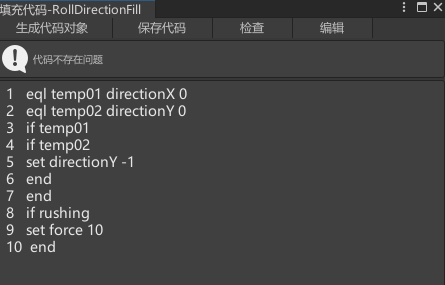 填充代码-RollDirectionFill
生成代码对象 保存代码 检查 编辑
代码不存在问题
1 eql temp01 directionX 0
2 eql temp02 directionY 0
3 if temp01
4 if temp02
5 set directionY -1
6 end
7 end
8 if rushing
9 set force 10
10 end